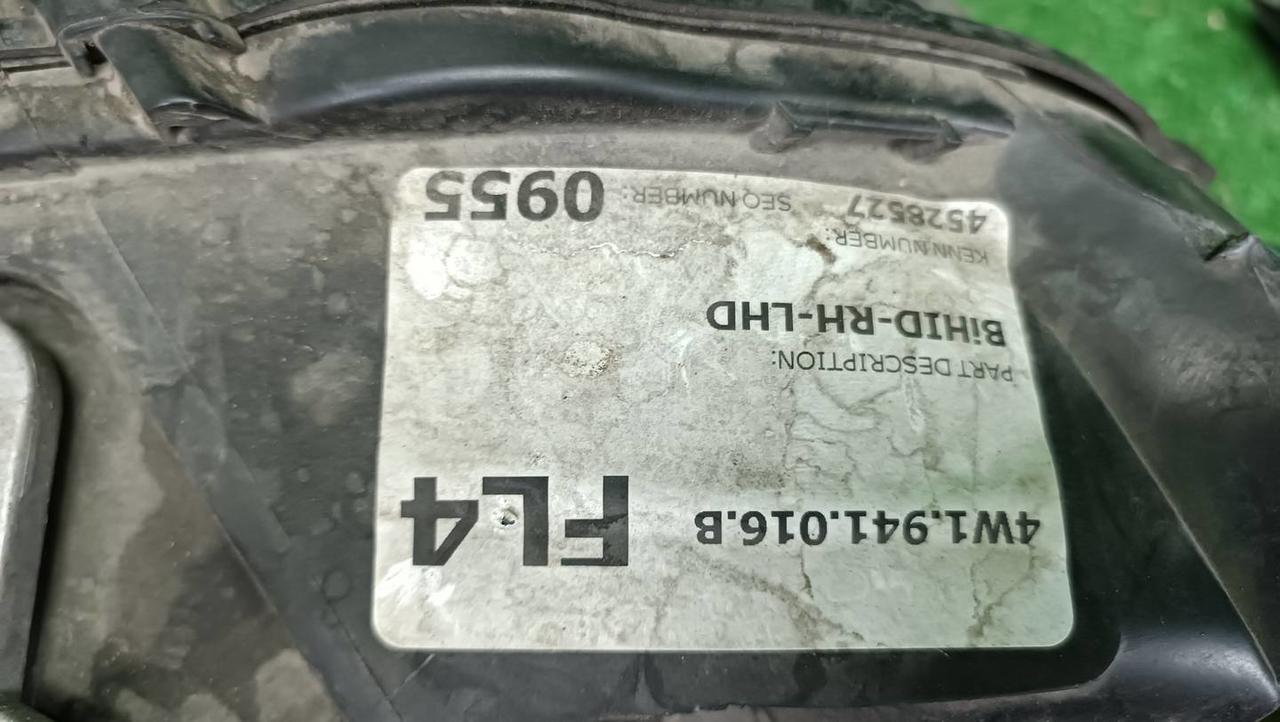 4W1.941.016.B FL4
PART DESCRIPTION:
BiHID-RH-LHD
KENN NUMBER: SEQ NUMBER: 0955
4528527